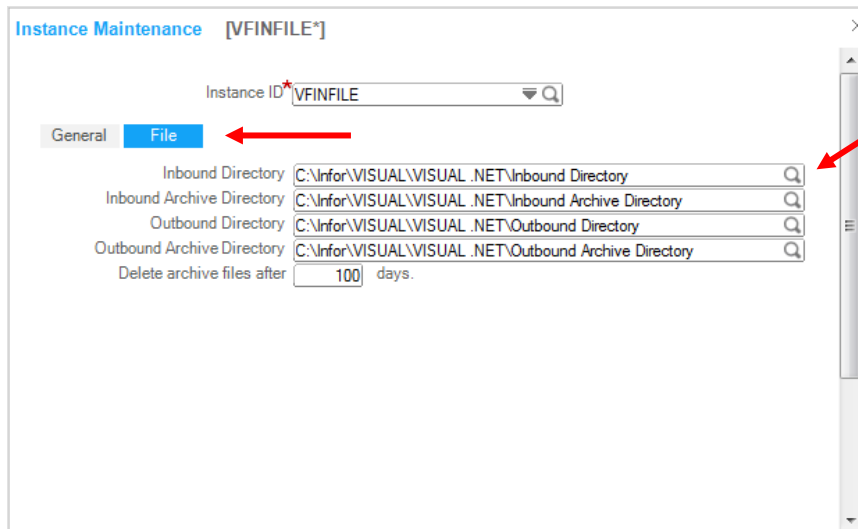 Instance Maintenance [VFINFILE*]
Instance ID* VFINFILE
General File
Inbound Directory C:\Infor\VISUAL\VISUAL .NET\Inbound Directory
Inbound Archive Directory C:\Infor\VISUAL\VISUAL .NET\Inbound Archive Directory
Outbound Directory C:\Infor\VISUAL\VISUAL .NET\Outbound Directory
Outbound Archive Directory C:\Infor\VISUAL\VISUAL .NET\Outbound Archive Directory
Delete archive files after 100 days.